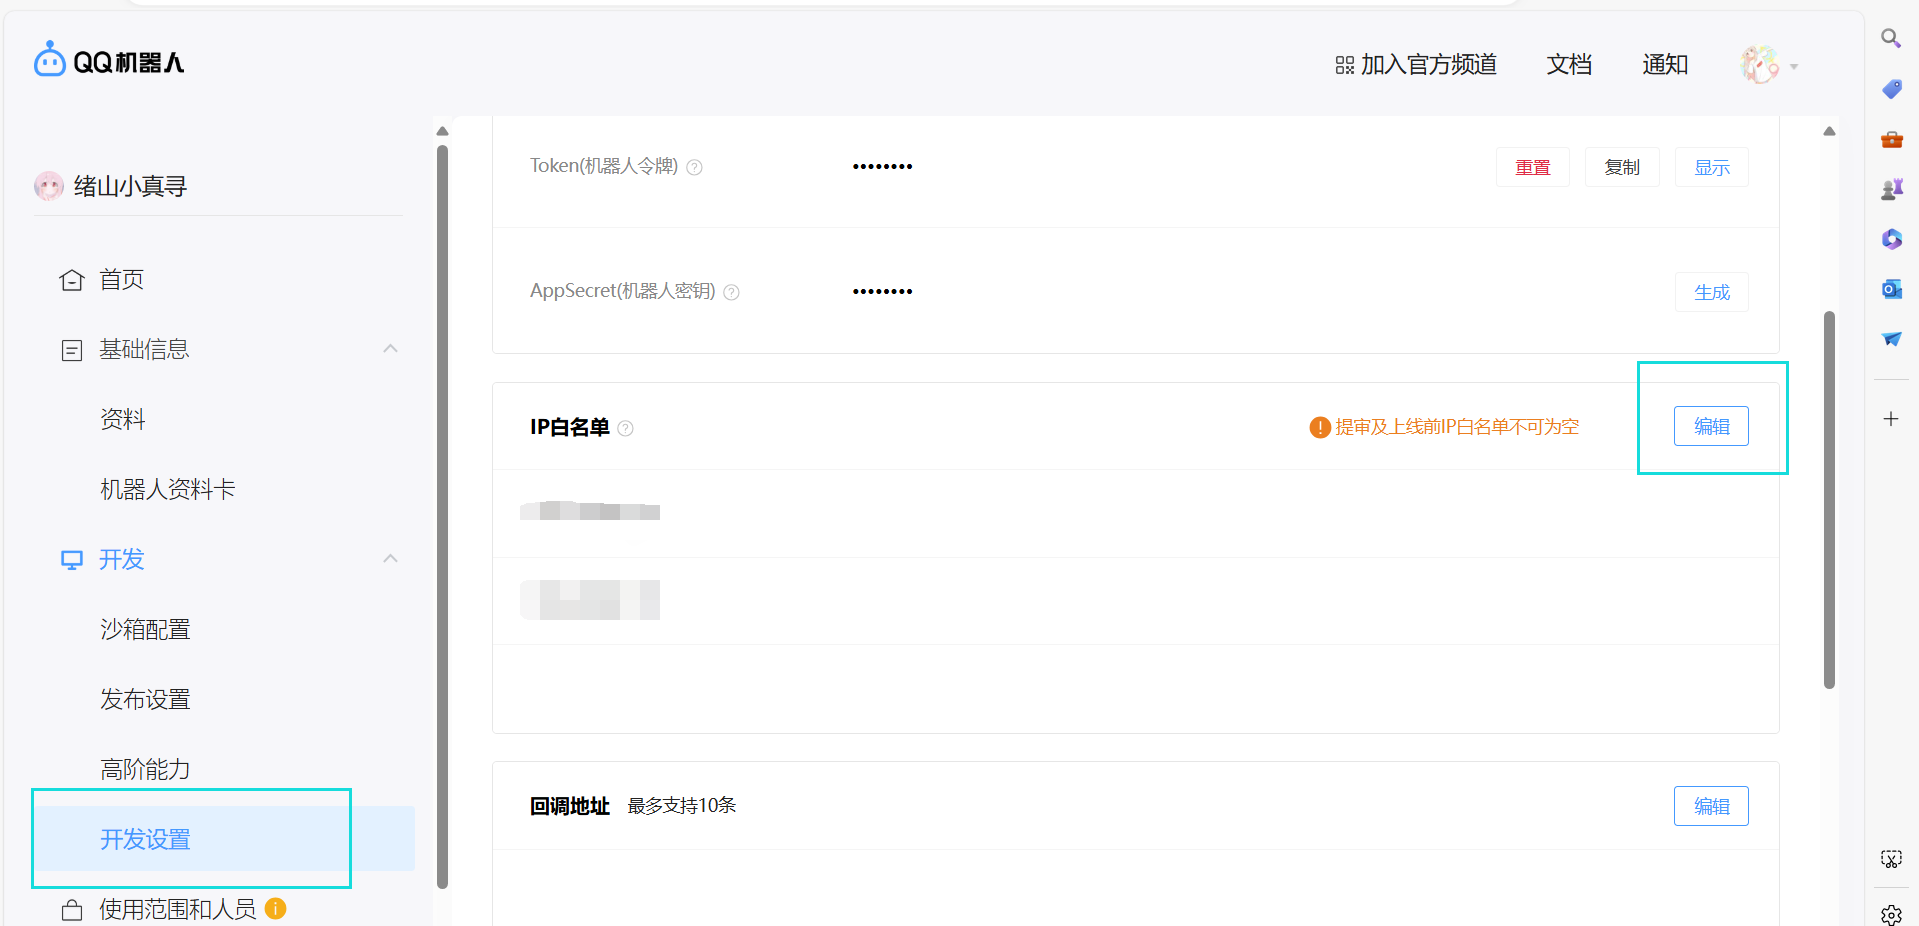 QQ机器人
加入官方频道
文档
通知
绪山小真寻
首页
基础信息
资料
机器人资料卡
开发
沙箱配置
发布设置
高阶能力
开发设置
使用范围和人员
Token(机器人令牌)
••••••••
重置
复制
显示
AppSecret(机器人密钥)
••••••••
生成
IP白名单
提审及上线前IP白名单不可为空
编辑
回调地址 最多支持10条
编辑